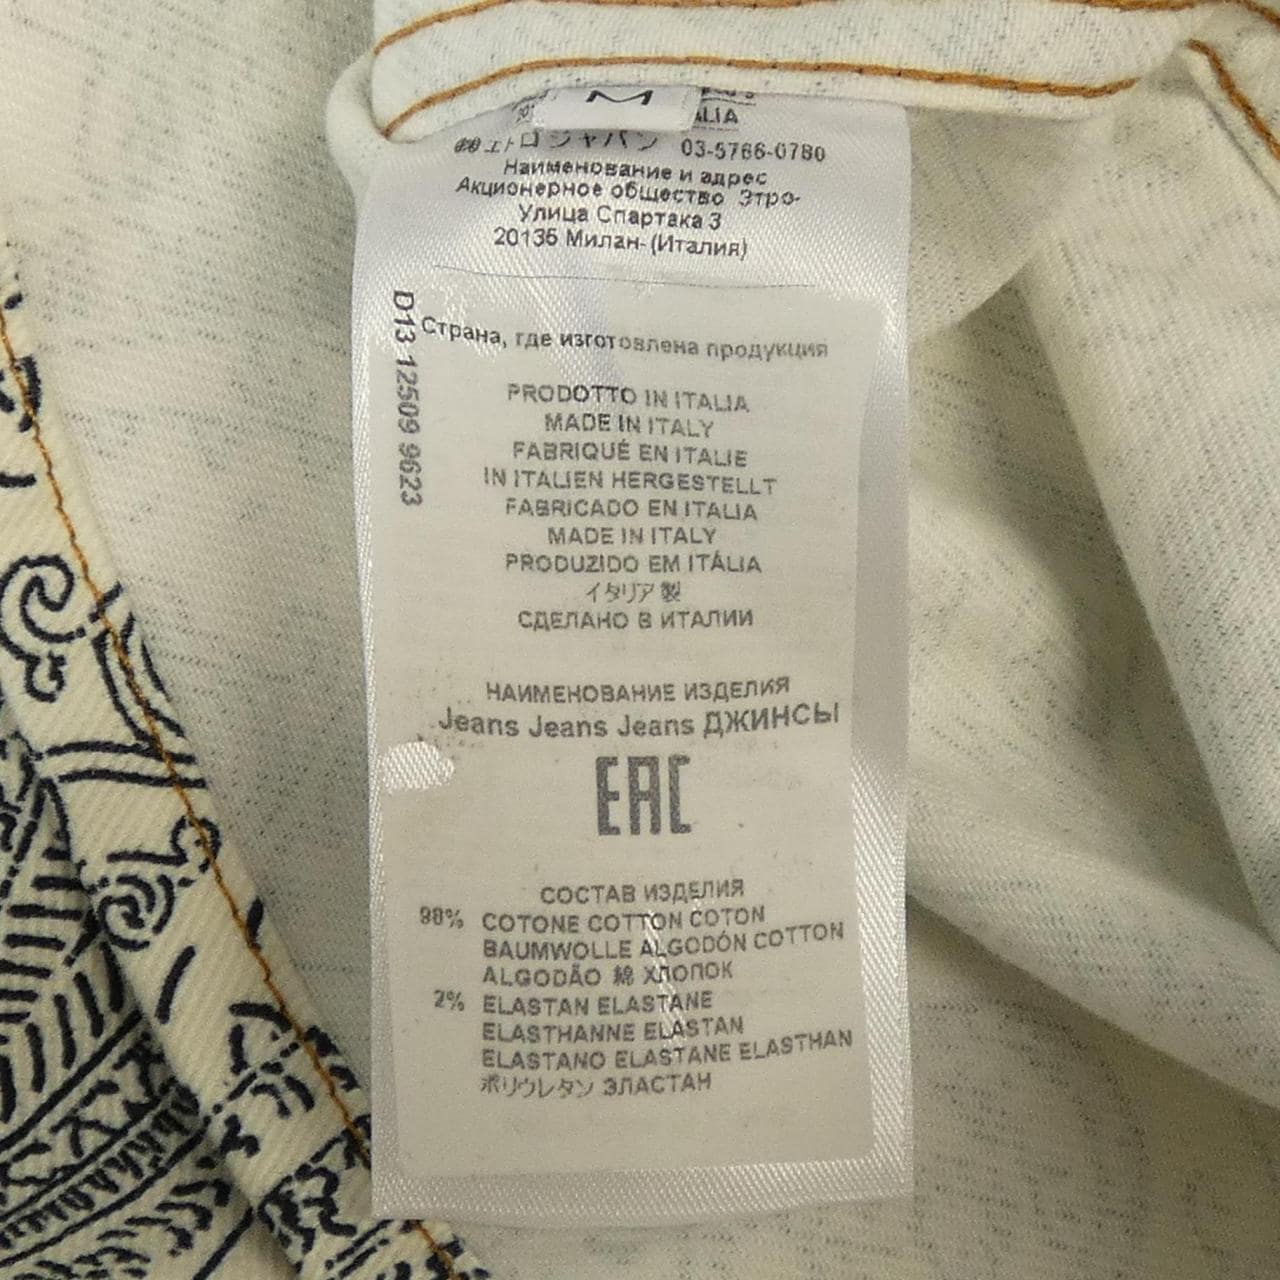 M
ALIA
㈱エトロジャパン 03-5766-0780
Наименование и адрес
Акционерное общество Этро-
Улица Спартака 3
20135 Милан- (Италия)
D13 12509 9623
Страна, где изготовлена продукция
PRODOTTO IN ITALIA
MADE IN ITALY
FABRIQUÉ EN ITALIE
IN ITALIEN HERGESTELLT
FABRICADO EN ITALIA
MADE IN ITALY
PRODUZIDO EM ITÁLIA
イタリア製
СДЕЛАНО В ИТАЛИИ
НАИМЕНОВАНИЕ ИЗДЕЛИЯ
Jeans Jeans Jeans ДЖИНСЫ
EAC
СОСТАВ ИЗДЕЛИЯ
98% COTONE COTTON COTON
BAUMWOLLE ALGODÓN COTTON
ALGODÃO 綿 ХЛОПОК
2% ELASTAN ELASTANE
ELASTHANNE ELASTAN
ELASTANO ELASTANE ELASTHAN
ポリウレタン ЭЛАСТАН